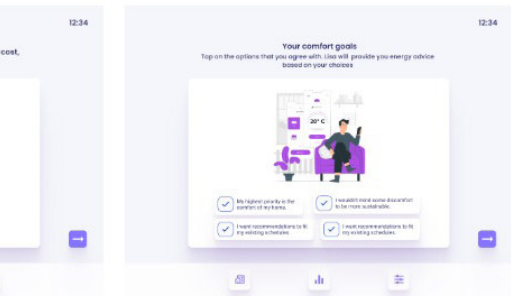 12:34
cost,
12:34
Your comfort goals
Tap on the options that you agree with. Lisa will provide you energy advice
based on your choices
20° C
My highest priority is the
comfort of my home.
I wouldn't mind some discomfort
to be more sustainable.
I want recommendations to fit
my existing schedules.
I want recommendations to fit
my existing schedules.